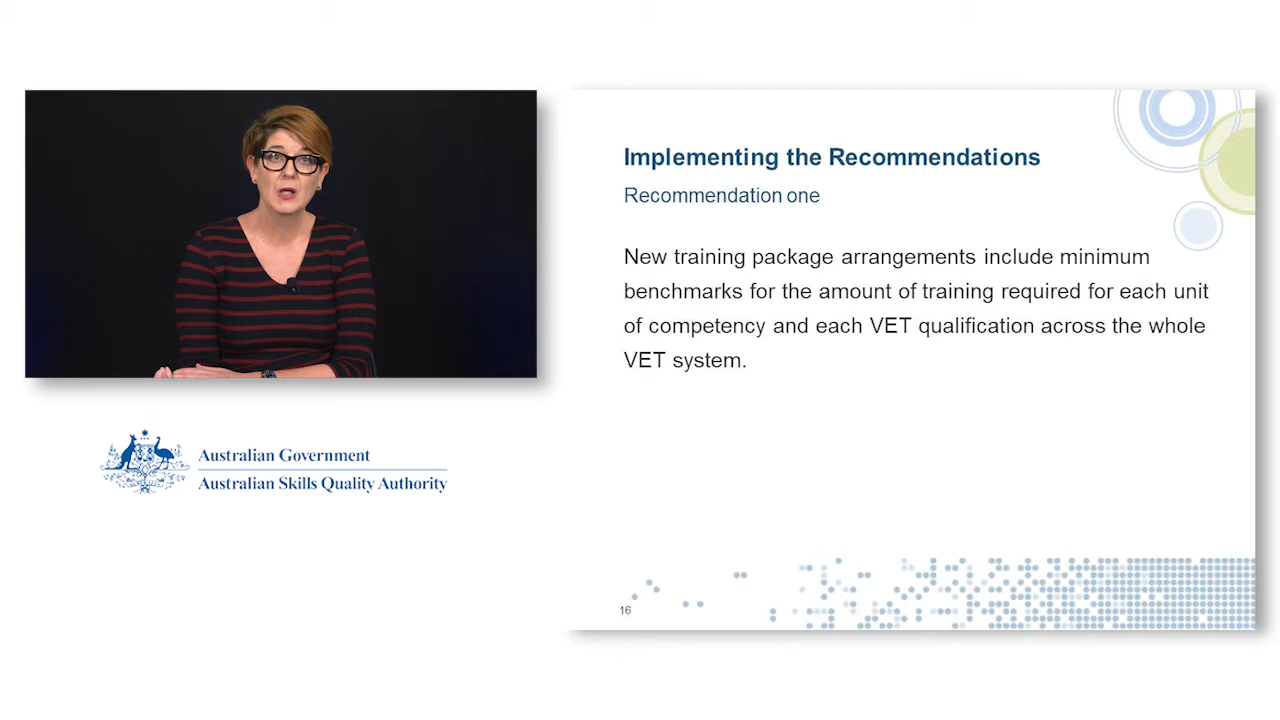 Implementing the Recommendations
Recommendation one
New training package arrangements include minimum
benchmarks for the amount of training required for each unit
of competency and each VET qualification across the whole
VET system.
Australian Government
Australian Skills Quality Authority
16